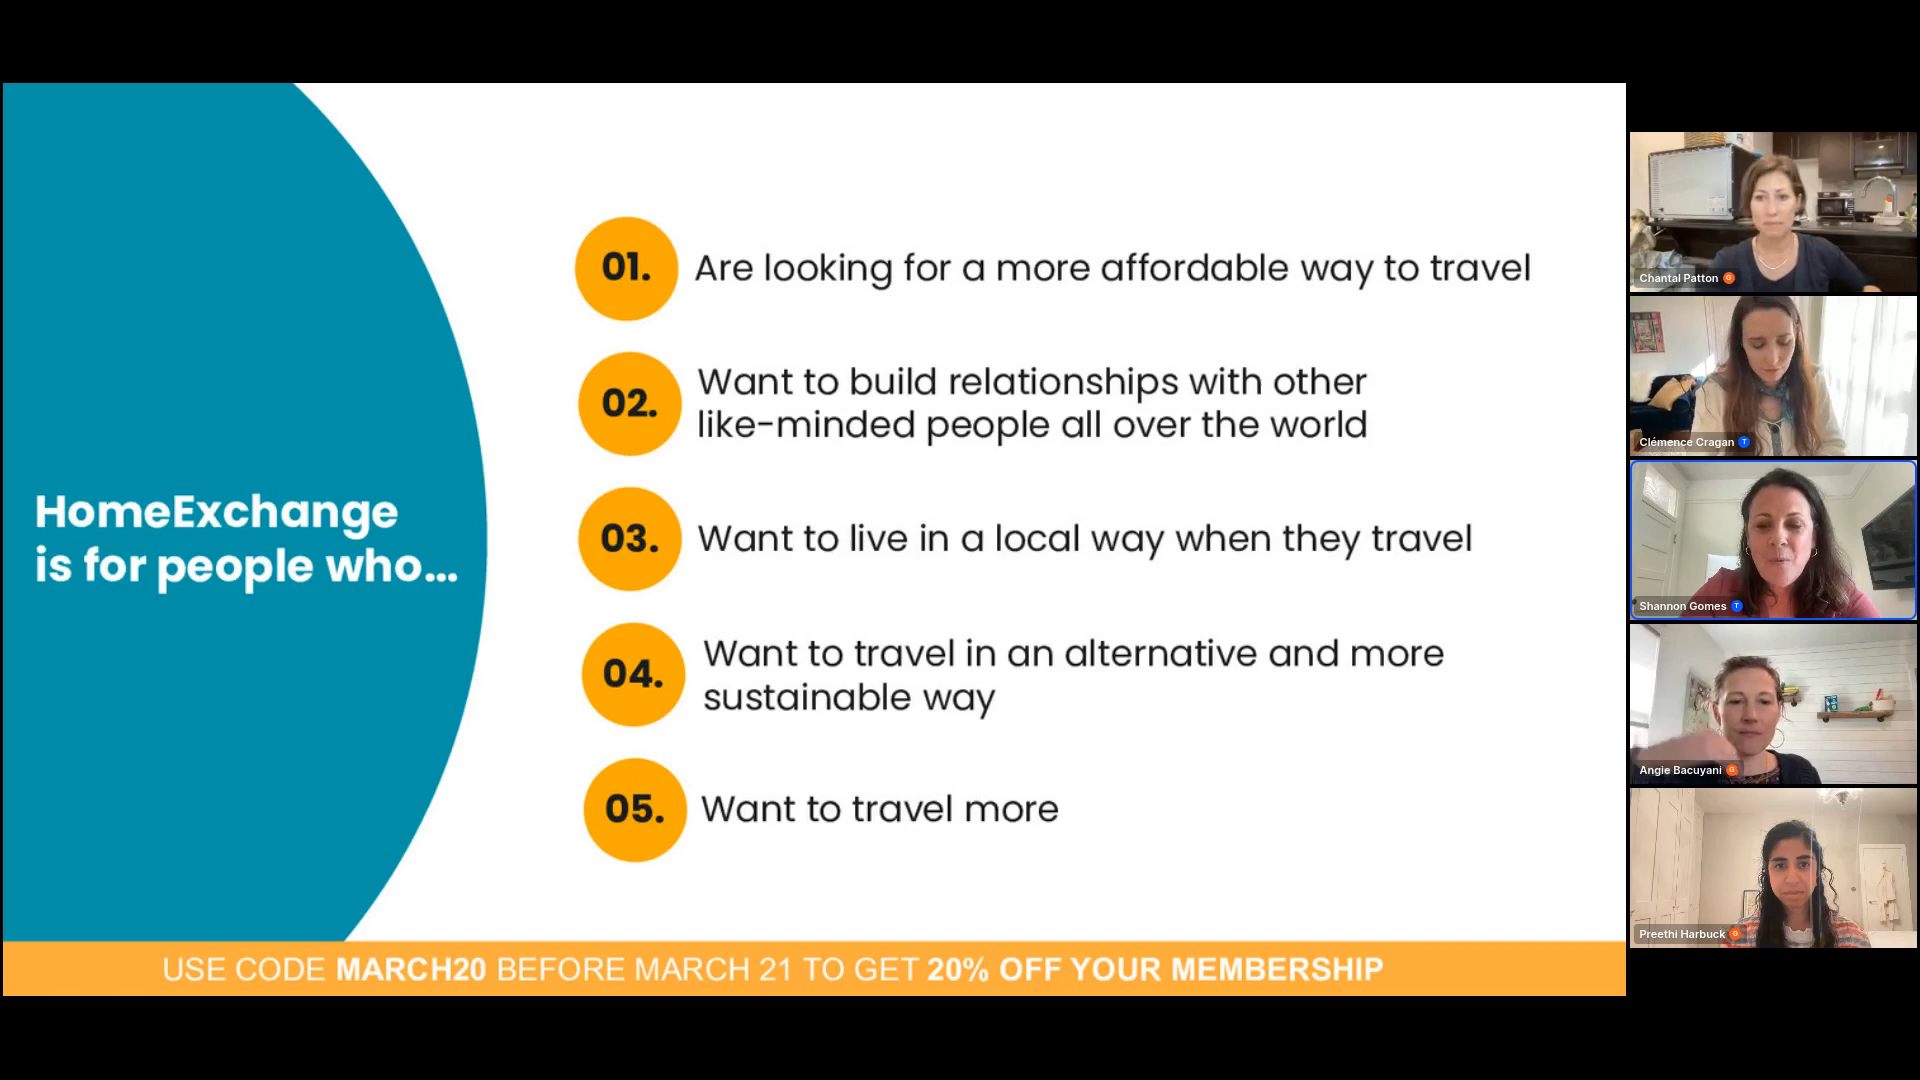 HomeExchange
is for people who...
01.
Are looking for a more affordable way to travel
02.
Want to build relationships with other
like-minded people all over the world
03.
Want to live in a local way when they travel
04.
Want to travel in an alternative and more
sustainable way
05.
Want to travel more
USE CODE MARCH20 BEFORE MARCH 21 TO GET 20% OFF YOUR MEMBERSHIP
Chantal Patton G
Clémence Cragan T
Shannon Gomes T
Angie Bacuyani G
Preethi Harbuck G